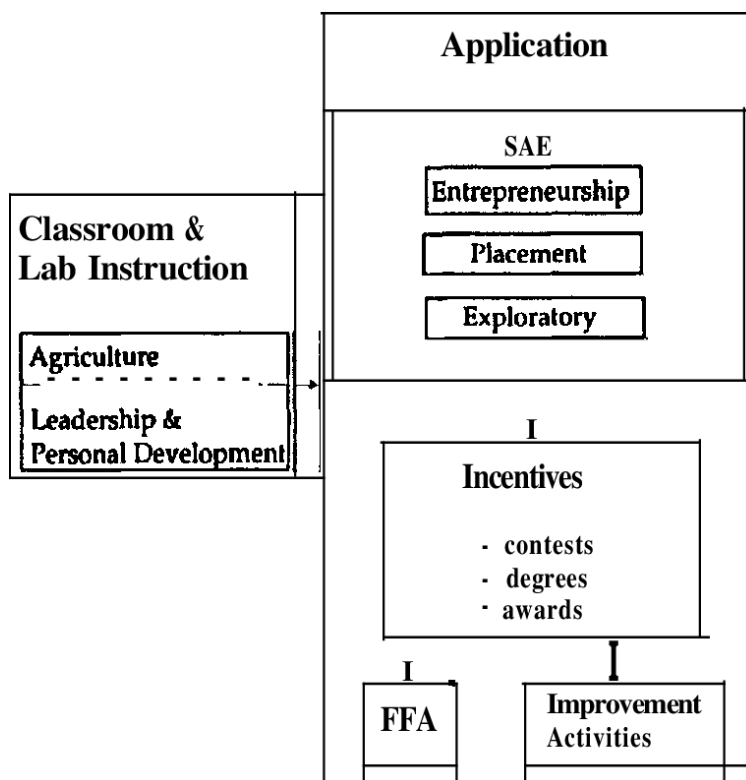 Application
SAE
Entrepreneurship
Placement
Exploratory
Classroom &
Lab Instruction
Agriculture
Leadership &
Personal Development
Incentives
- contests
- degrees
- awards
FFA
Improvement
Activities